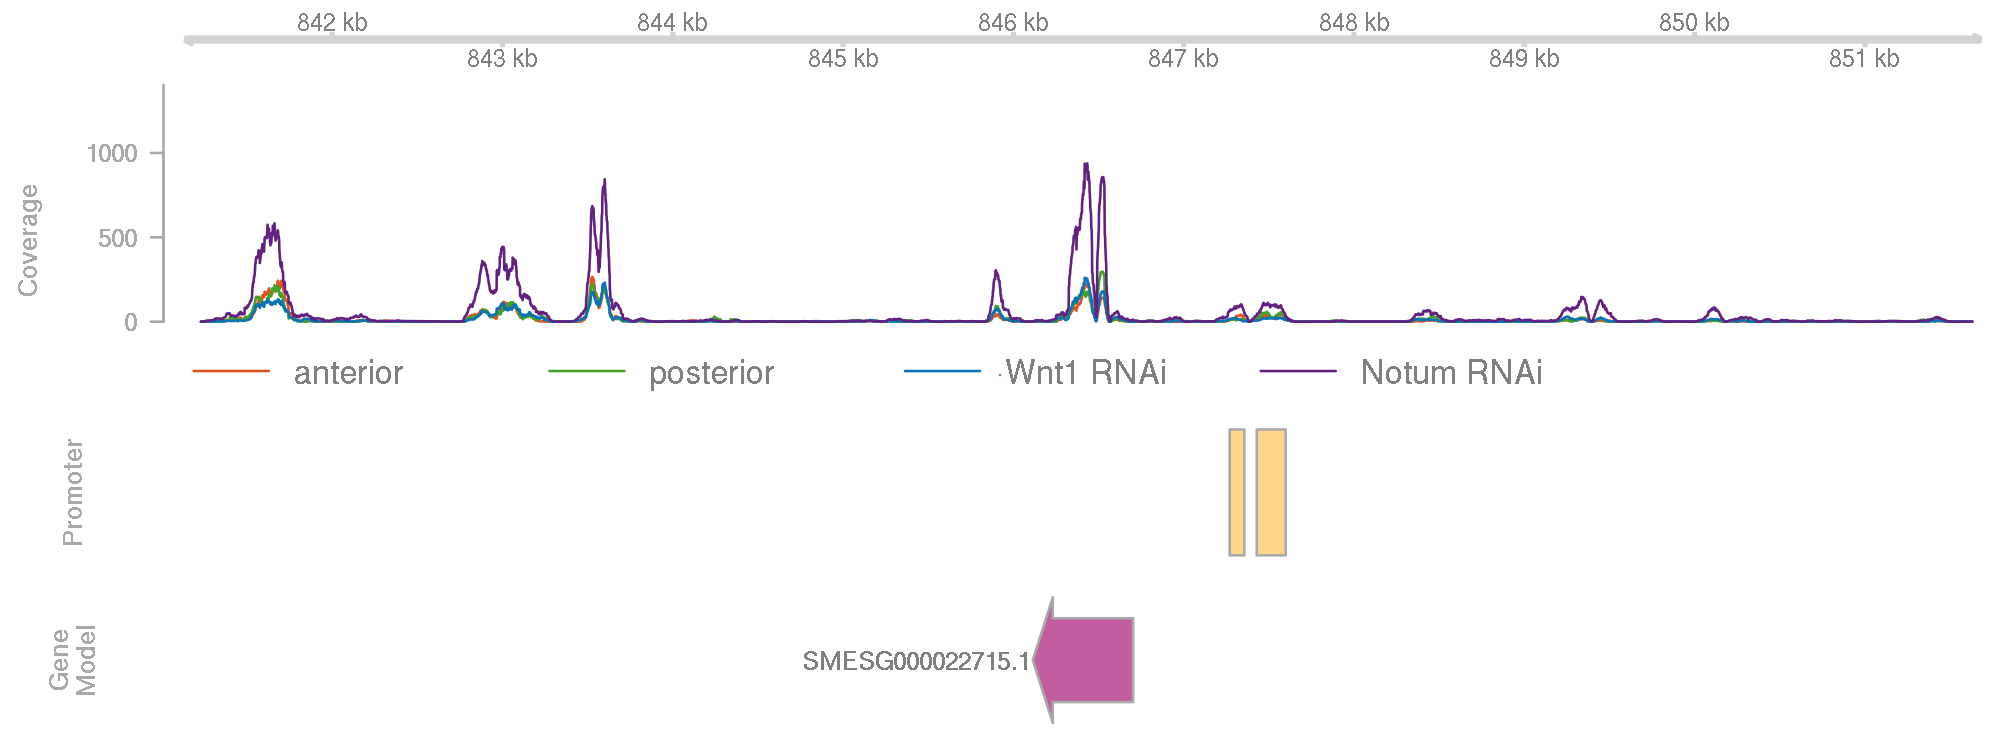 842 kb 844 kb 846 kb 848 kb 850 kb
843 kb 845 kb 847 kb 849 kb 851 kb
Coverage
1000
500
0
anterior posterior Wnt1 RNAi Notum RNAi
Promoter
Gene
Model
SMESG000022715.1